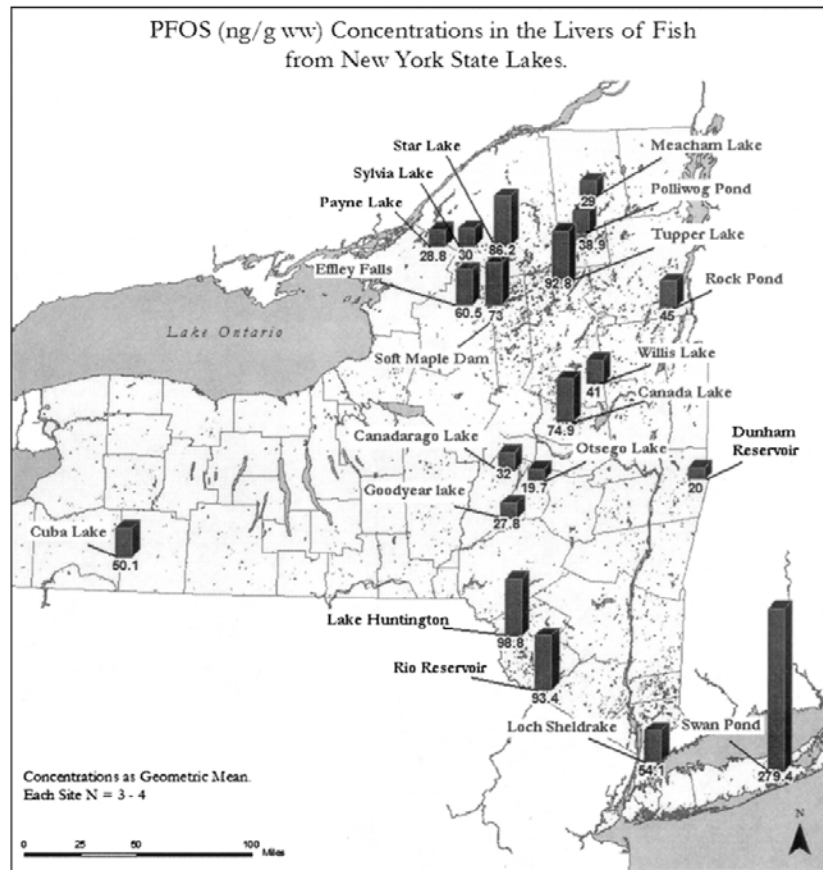 PFOS (ng/g ww) Concentrations in the Livers of Fish
from New York State Lakes.
Star Lake
Meacham Lake
Sylvia Lake
Polliwog Pond
Payne Lake
29
38.9
28.8
30
86.2
Tupper Lake
Effley Falls
92.8
Rock Pond
60.5
73
45
Lake Ontario
Soft Maple Dam
Willis Lake
41
Canada Lake
74.9
Canadarago Lake
Otsego Lake
Dunham
Reservoir
32
19.7
20
Goodyear lake
27.8
Cuba Lake
50.1
Lake Huntington
98.8
Rio Reservoir
93.4
Loch Sheldrake
Swan Pond
54.1
279.4
Concentrations as Geometric Mean.
Each Site N = 3 - 4
N
0 25 50 100
Miles